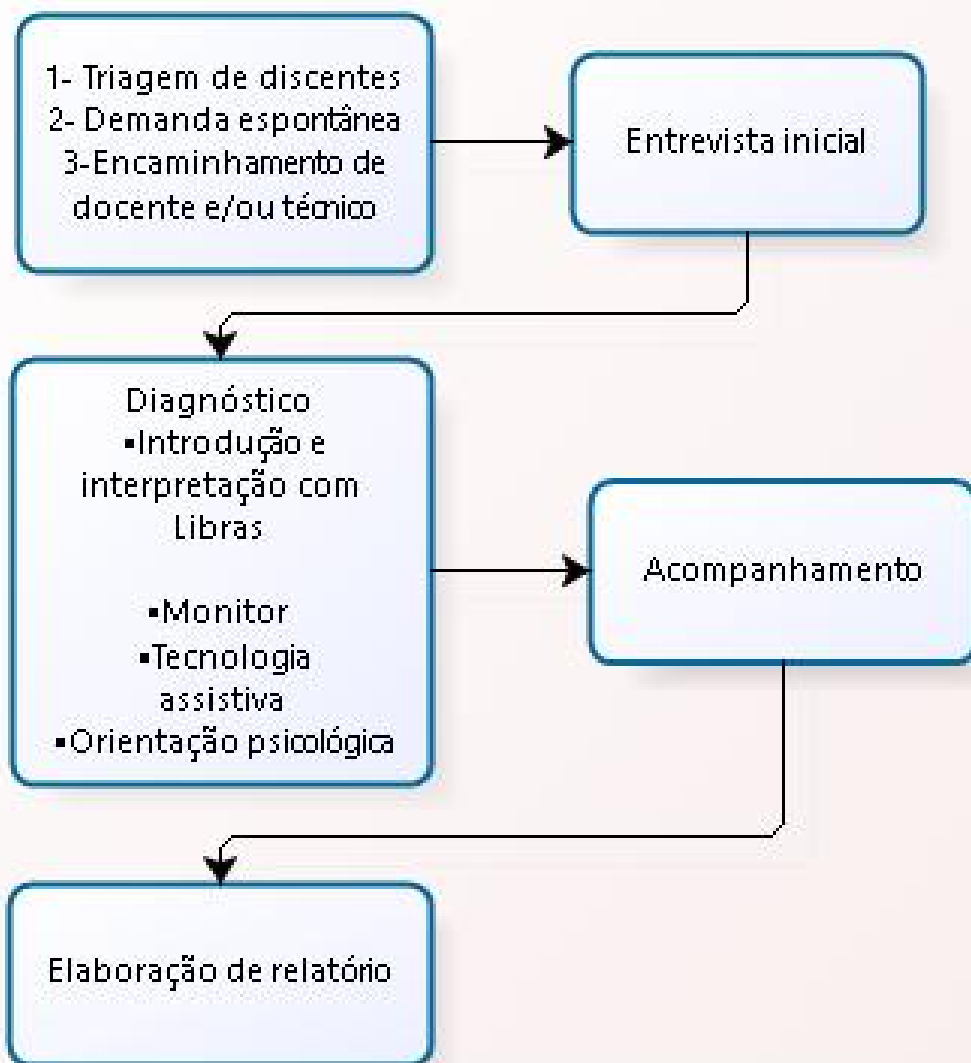 1- Triagem de discentes
2- Demanda espontânea
3-Encaminhamento de
docente e/ou técnico
Entrevista inicial
Diagnóstico
▪Introdução e
interpretação com
Libras
▪Monitor
▪Tecnologia
assistiva
▪Orientação psicológica
Acompanhamento
Elaboração de relatório